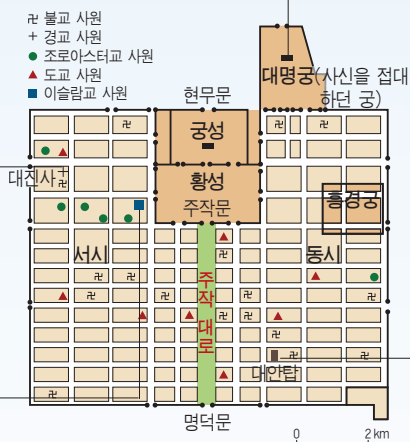 卍 불교 사원
+ 경교 사원
● 조로아스터교 사원
▲ 도교 사원
■ 이슬람교 사원
대명궁(사신을 접대
하던 궁)
현무문
궁성
황성
주작문
대진사
흥경궁
서시
동시
주작 대로
대안탑
명덕문
0 2km